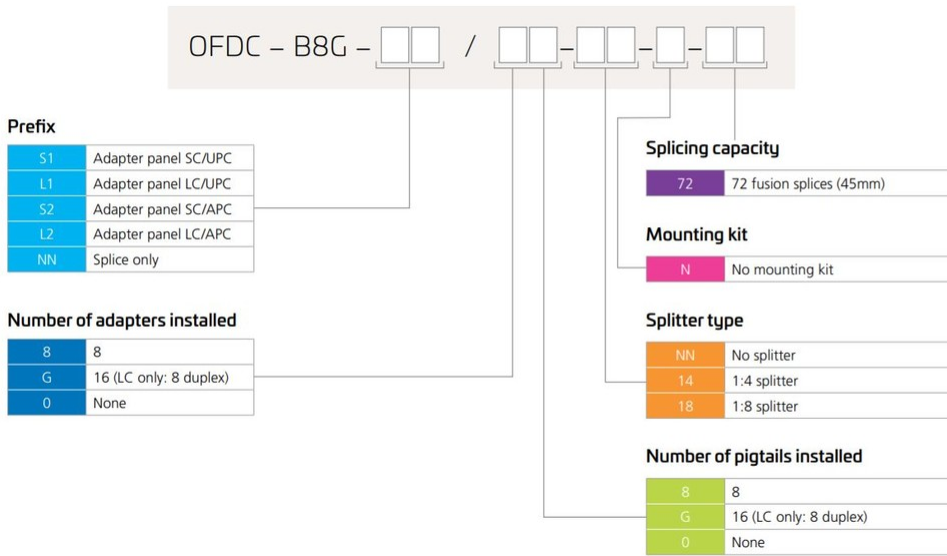 OFDC – B8G – / – – –
Prefix
S1 Adapter panel SC/UPC
L1 Adapter panel LC/UPC
S2 Adapter panel SC/APC
L2 Adapter panel LC/APC
NN Splice only
Number of adapters installed
8 8
G 16 (LC only: 8 duplex)
0 None
Splicing capacity
72 72 fusion splices (45mm)
Mounting kit
N No mounting kit
Splitter type
NN No splitter
14 1:4 splitter
18 1:8 splitter
Number of pigtails installed
8 8
G 16 (LC only: 8 duplex)
0 None